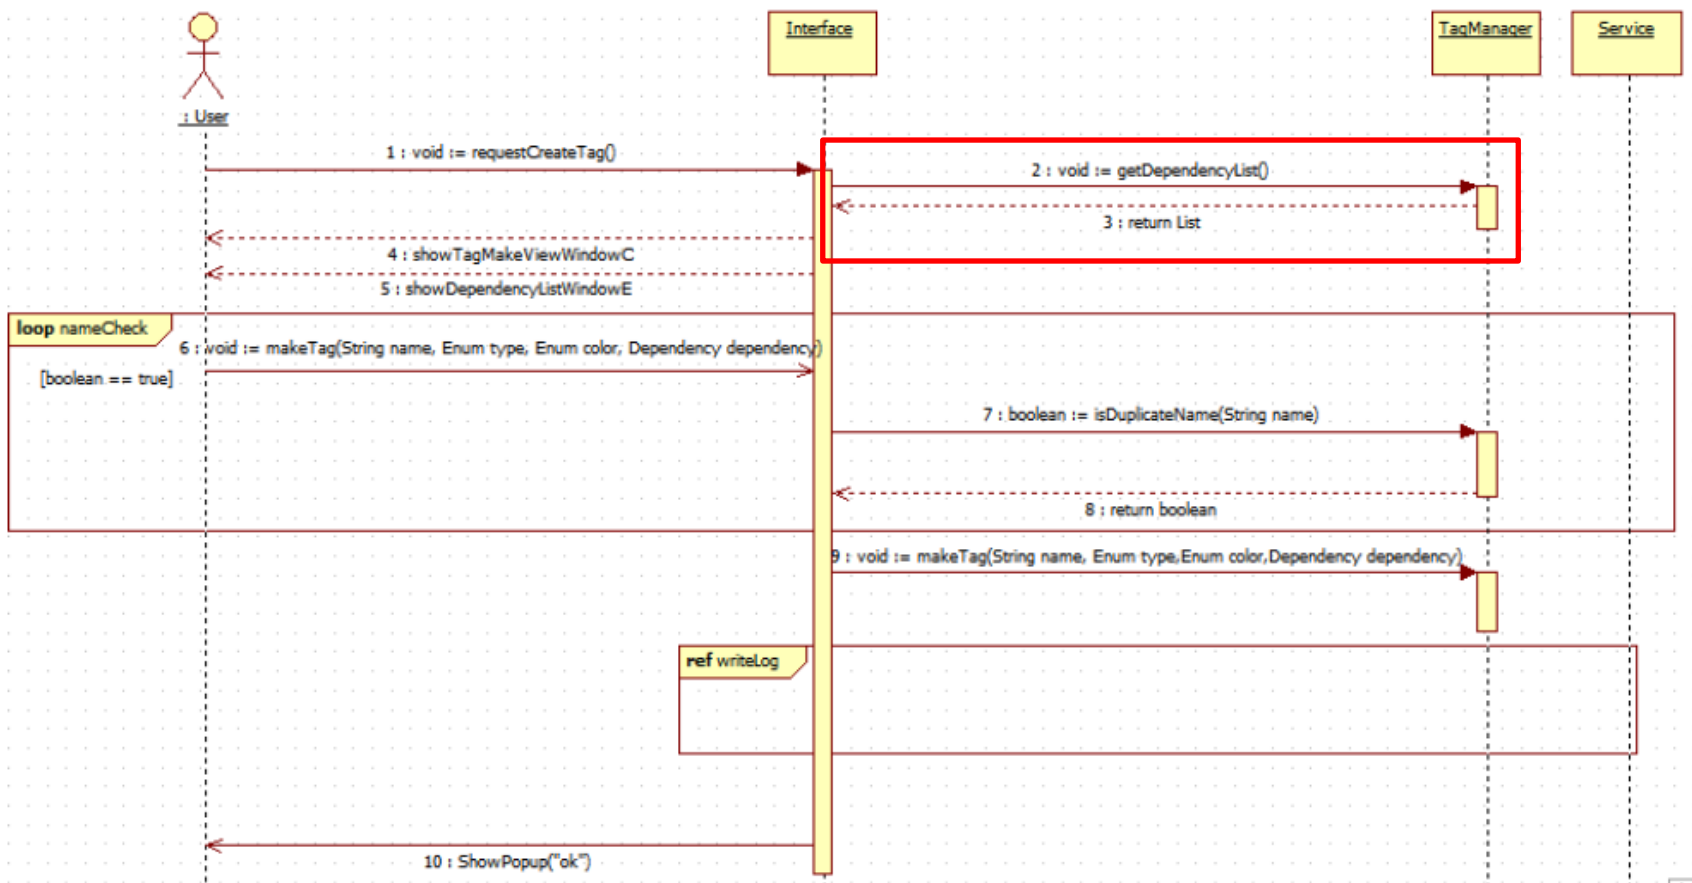 Interface
TagManager
Service
: User
1 : void := requestCreateTag()
2 : void := getDependencyList()
3 : return List
4 : showTagMakeViewWindowC
5 : showDependencyListWindowE
loop nameCheck
6 : void := makeTag(String name, Enum type, Enum color, Dependency dependency)
[boolean == true]
7 : boolean := isDuplicateName(String name)
8 : return boolean
9 : void := makeTag(String name, Enum type,Enum color,Dependency dependency)
ref writeLog
10 : ShowPopup("ok")